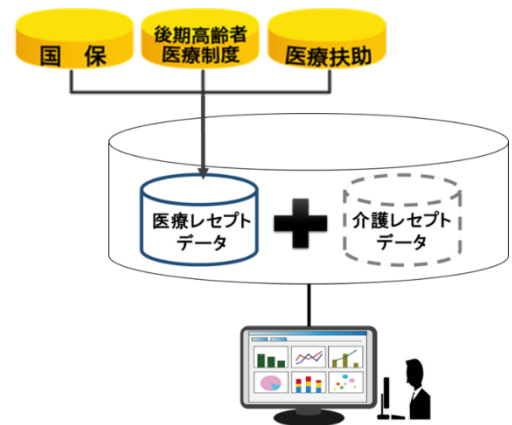 国　保
後期高齢者
医療制度
医療扶助
医療レセプト
データ
介護レセプト
データ